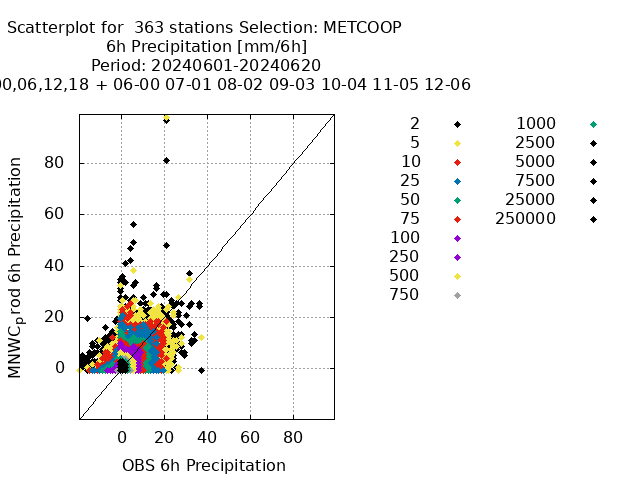 Scatterplot for  363 stations Selection: METCOOP
6h Precipitation [mm/6h]
Period: 20240601-20240620
00,06,12,18 + 06-00 07-01 08-02 09-03 10-04 11-05 12-06
MNWC_prod 6h Precipitation
80
60
40
20
0
0 20 40 60 80
OBS 6h Precipitation
2 1000
5 2500
10 5000
25 7500
50 25000
75 250000
100
250
500
750